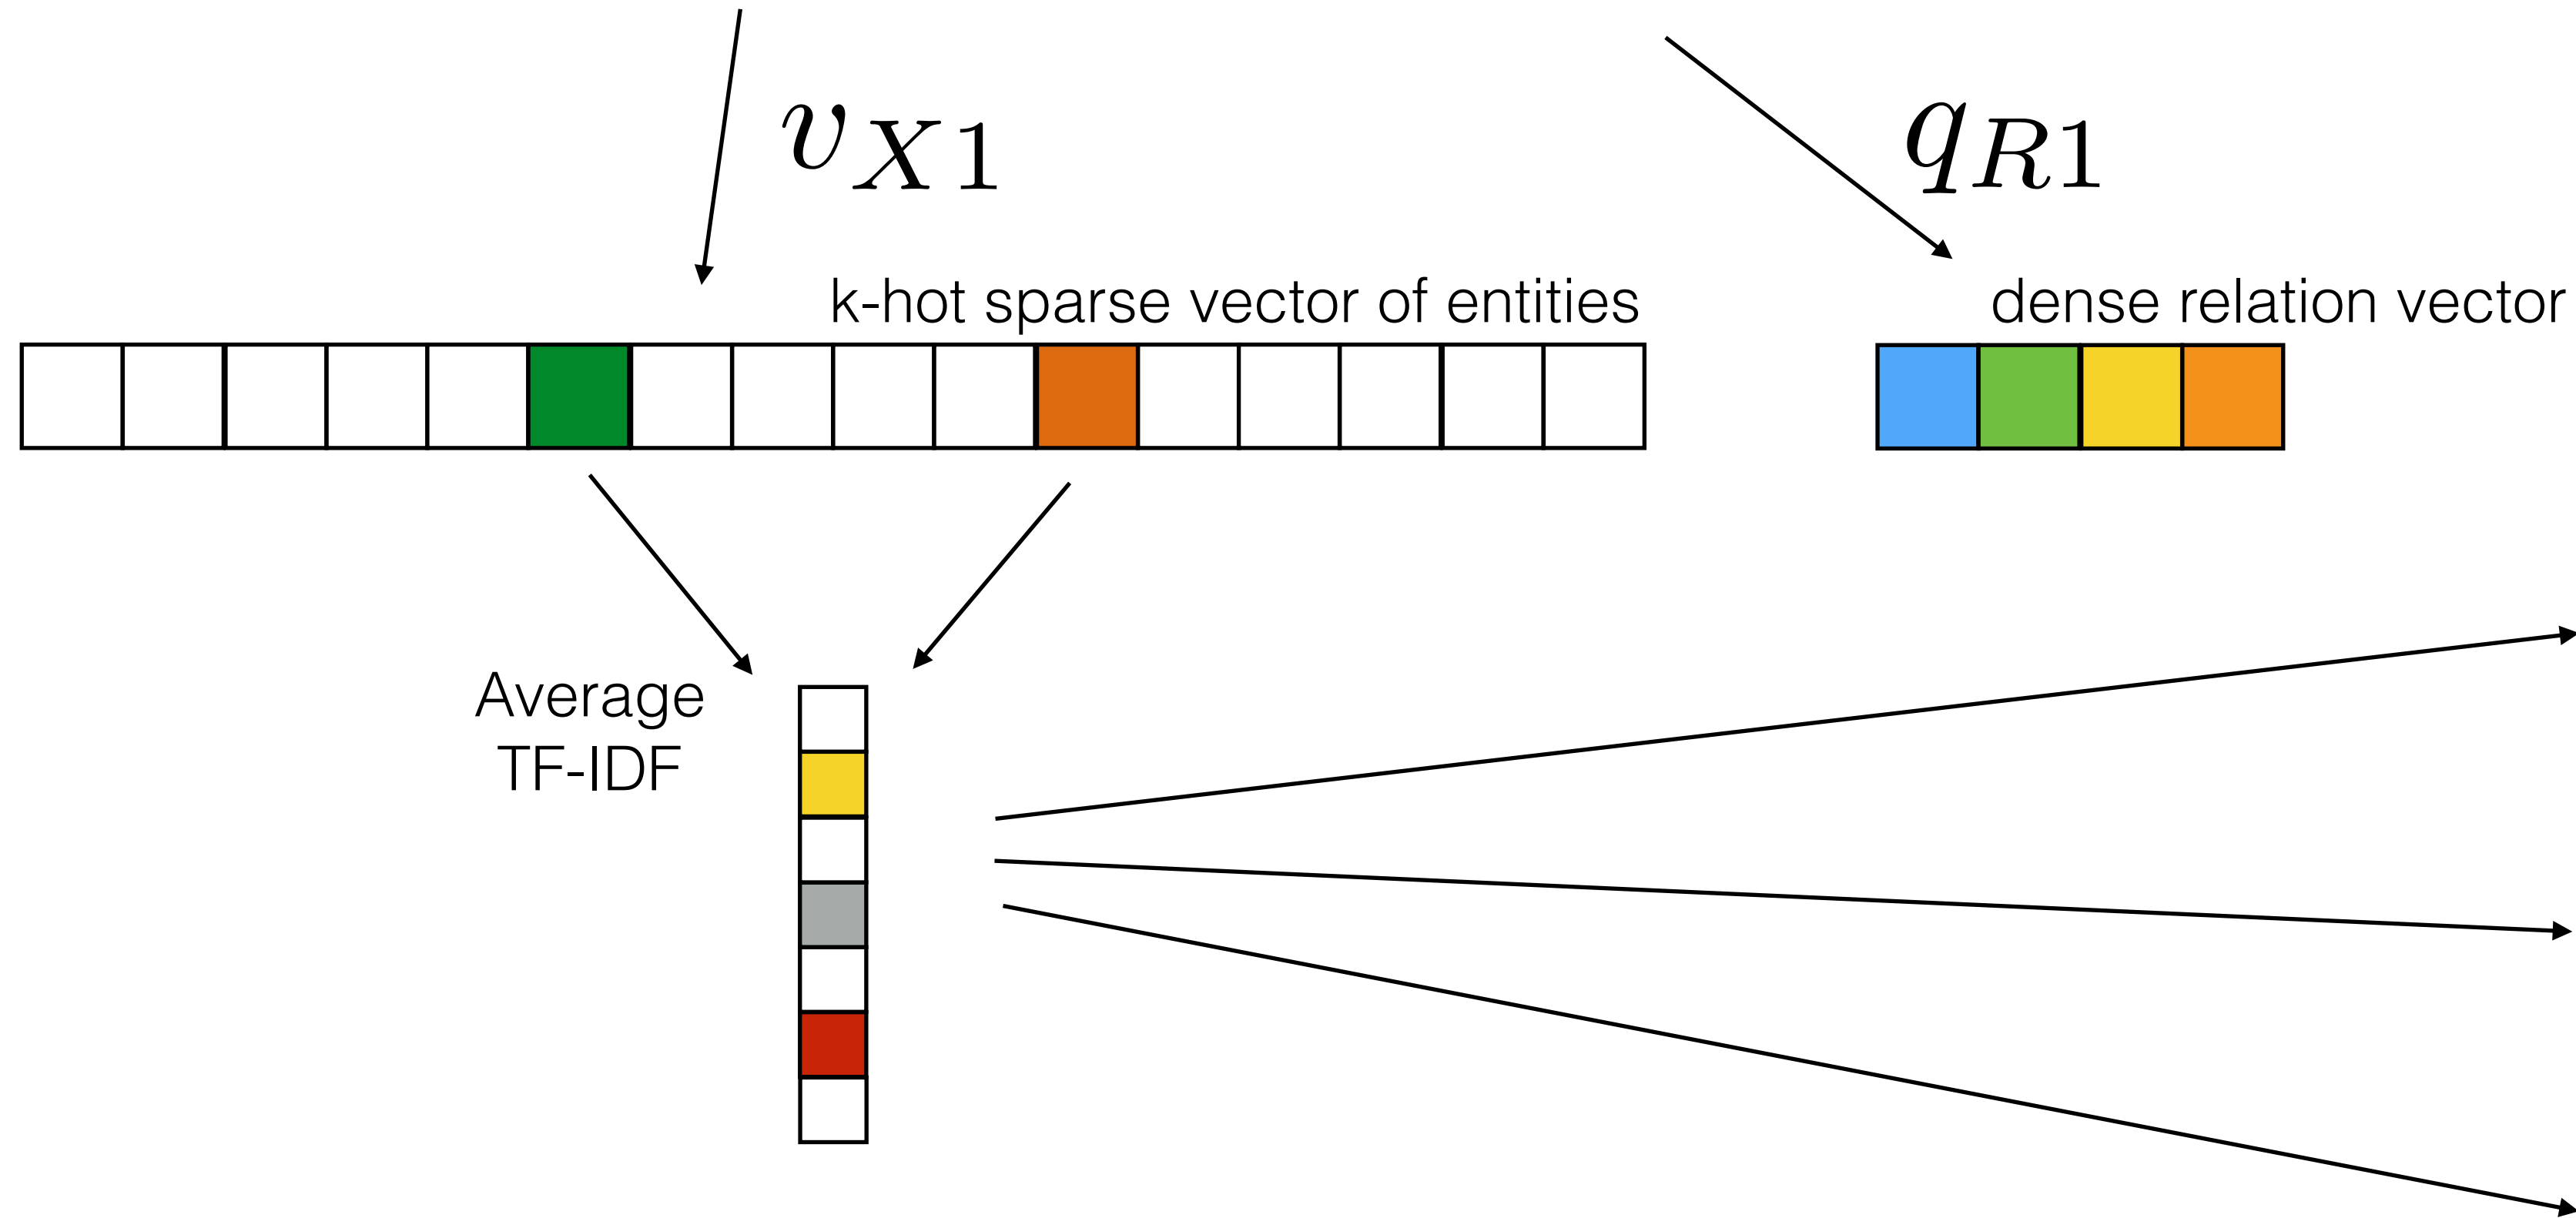 v_{X1}
q_{R1}
k-hot sparse vector of entities
dense relation vector
Average
TF-IDF